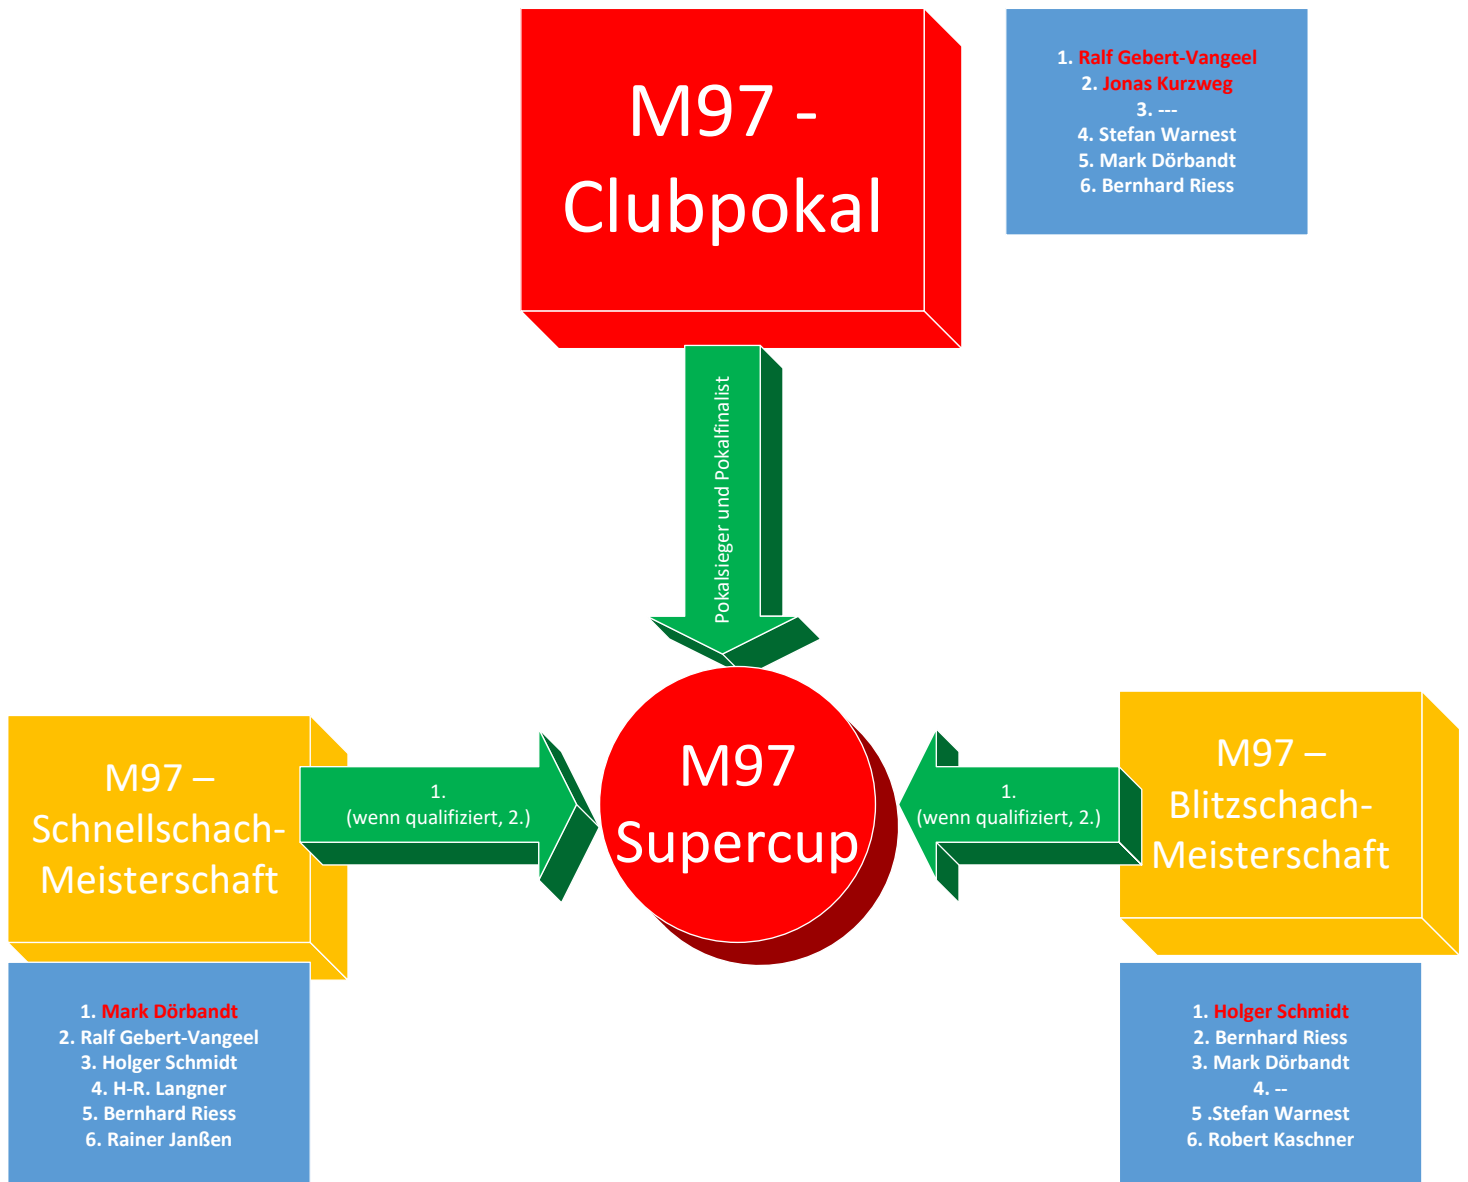 M97 -
Clubpokal
1. Ralf Gebert-Vangeel
2. Jonas Kurzweg
3. ---
4. Stefan Warnest
5. Mark Dörbandt
6. Bernhard Riess
Pokalsieger und Pokalfinalist
M97 –
Schnellschach-
Meisterschaft
1.
(wenn qualifiziert, 2.)
M97
Supercup
1.
(wenn qualifiziert, 2.)
M97 –
Blitzschach-
Meisterschaft
1. Mark Dörbandt
2. Ralf Gebert-Vangeel
3. Holger Schmidt
4. H-R. Langner
5. Bernhard Riess
6. Rainer Janßen
1. Holger Schmidt
2. Bernhard Riess
3. Mark Dörbandt
4. --
5 .Stefan Warnest
6. Robert Kaschner